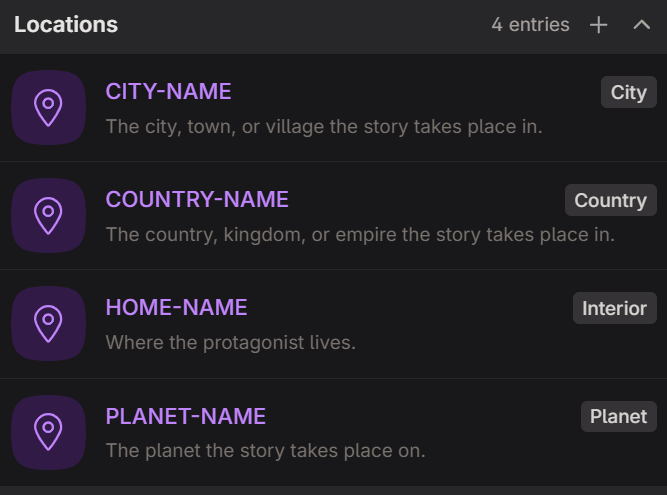 Locations 4 entries
CITY-NAME City
The city, town, or village the story takes place in.
COUNTRY-NAME Country
The country, kingdom, or empire the story takes place in.
HOME-NAME Interior
Where the protagonist lives.
PLANET-NAME Planet
The planet the story takes place on.